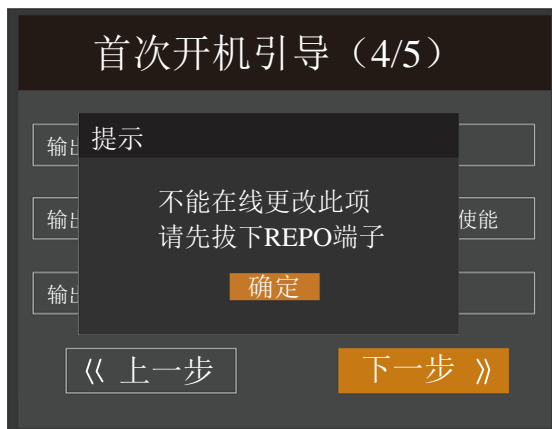 首次开机引导（4/5）
提示
输出
不能在线更改此项
输出
使能
请先拔下REPO端子
输出
确定
《 上一步
下一步 》